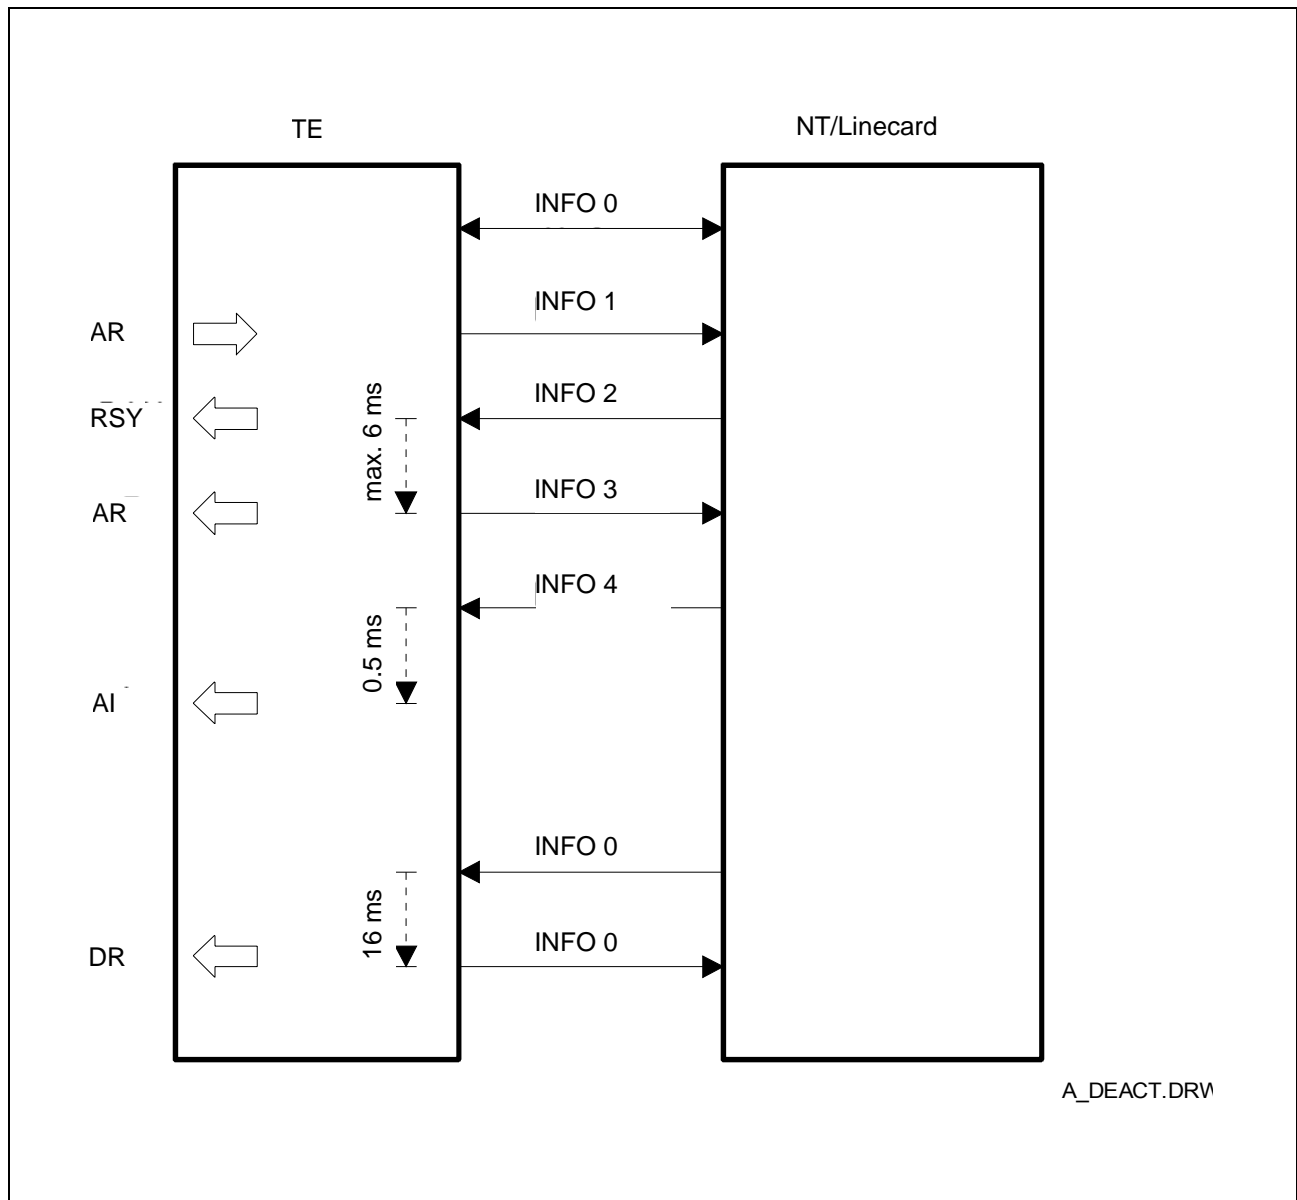 TE
NT/Linecard
INFO 0
INFO 1
AR
INFO 2
RSY
max. 6 ms
INFO 3
AR
INFO 4
0.5 ms
AI
INFO 0
16 ms
INFO 0
DR
A_DEACT.DRW